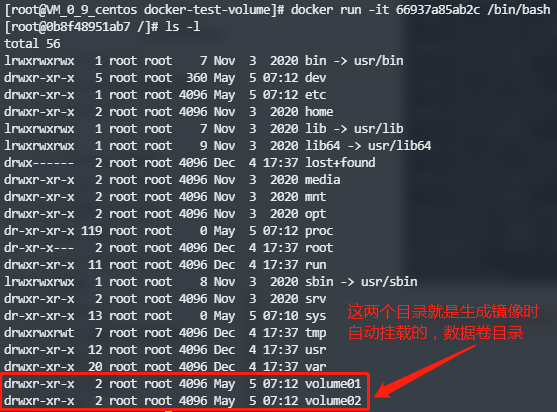 [root@VM_0_9_centos docker-test-volume]# docker run -it 66937a85ab2c /bin/bash
[root@0b8f48951ab7 /]# ls -l
total 56
lrwxrwxrwx   1 root root    7 Nov  3  2020 bin -> usr/bin
drwxr-xr-x   5 root root  360 May  5 07:12 dev
drwxr-xr-x   1 root root 4096 May  5 07:12 etc
drwxr-xr-x   2 root root 4096 Nov  3  2020 home
lrwxrwxrwx   1 root root    7 Nov  3  2020 lib -> usr/lib
lrwxrwxrwx   1 root root    9 Nov  3  2020 lib64 -> usr/lib64
drwx------   2 root root 4096 Dec  4 17:37 lost+found
drwxr-xr-x   2 root root 4096 Nov  3  2020 media
drwxr-xr-x   2 root root 4096 Nov  3  2020 mnt
drwxr-xr-x   2 root root 4096 Nov  3  2020 opt
dr-xr-xr-x 119 root root    0 May  5 07:12 proc
dr-xr-x---   2 root root 4096 Dec  4 17:37 root
drwxr-xr-x  11 root root 4096 Dec  4 17:37 run
lrwxrwxrwx   1 root root    8 Nov  3  2020 sbin -> usr/sbin
drwxr-xr-x   2 root root 4096 Nov  3  2020 srv
dr-xr-xr-x  13 root root    0 May  5 07:10 sys
drwxrwxrwt   7 root root 4096 Dec  4 17:37 tmp
drwxr-xr-x  12 root root 4096 Dec  4 17:37 usr
drwxr-xr-x  20 root root 4096 Dec  4 17:37 var
drwxr-xr-x   2 root root 4096 May  5 07:12 volume01
drwxr-xr-x   2 root root 4096 May  5 07:12 volume02
这两个目录就是生成镜像时
自动挂载的，数据卷目录